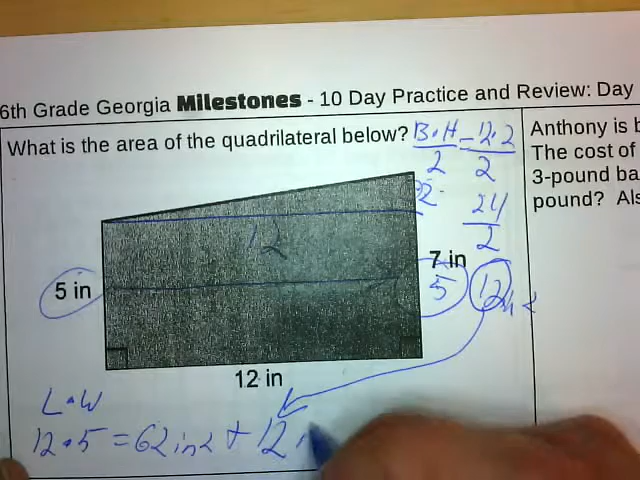 6th Grade Georgia Milestones - 10 Day Practice and Review: Day
What is the area of the quadrilateral below?
B·H/2 = 12·2/2
24/2
12 in2
2
12
5 in
7 in
5
12 in
L·W
12·5 = 62 in2 + 12
Anthony is b
The cost of
3-pound ba
pound? Als